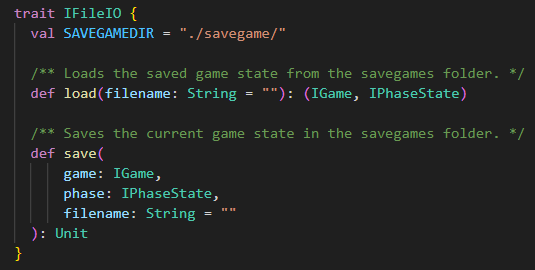 trait IFileIO {
  val SAVEGAMEDIR = "./savegame/"

  /** Loads the saved game state from the savegames folder. */
  def load(filename: String = ""): (IGame, IPhaseState)

  /** Saves the current game state in the savegames folder. */
  def save(
      game: IGame,
      phase: IPhaseState,
      filename: String = ""
  ): Unit
}